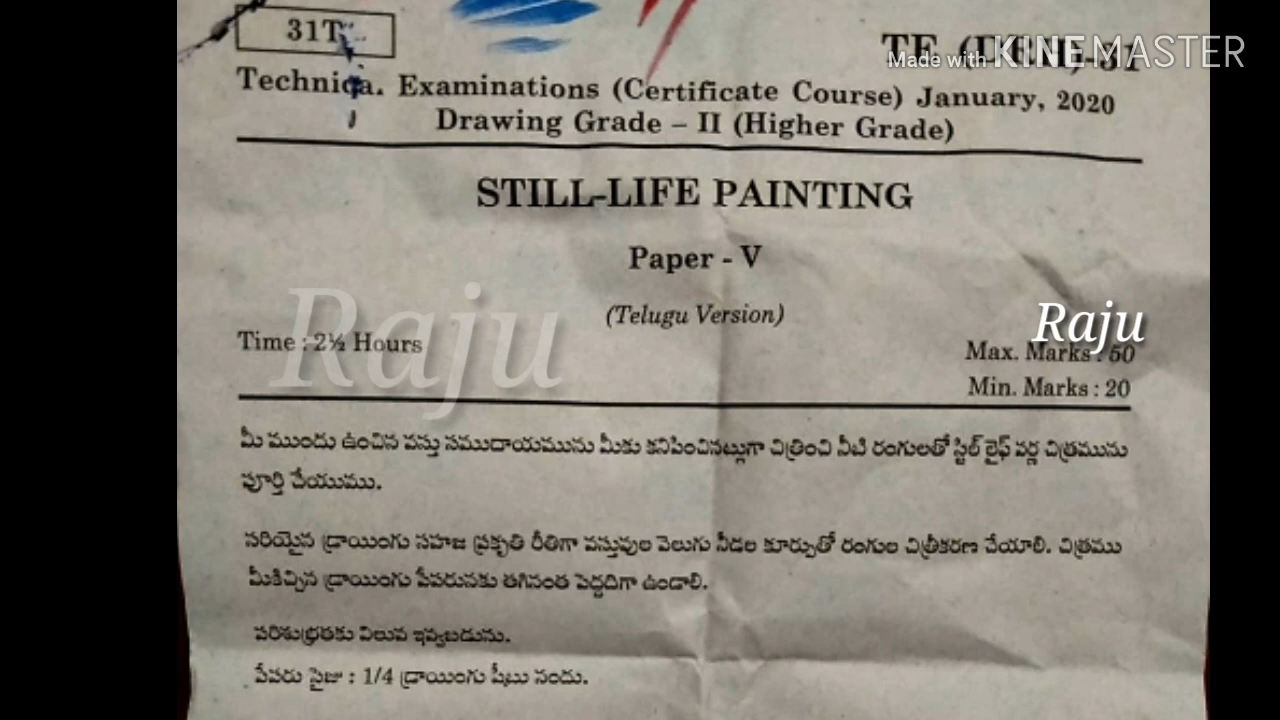 31T
TE (DEH)-31
Made with KINEMASTER
Technica. Examinations (Certificate Course) January, 2020
Drawing Grade – II (Higher Grade)
STILL-LIFE PAINTING
Paper - V
(Telugu Version)
Raju
Raju
Time : 2½ Hours
Max. Marks : 50
Min. Marks : 20
మీ ముందు ఉంచిన వస్తు సముదాయమును మీకు కనిపించినట్లుగా చిత్రించి నీటి రంగులతో స్టిల్ లైఫ్ వర్ణ చిత్రమును
పూర్తి చేయుము.
సరియైన డ్రాయింగు సహజ ప్రకృతి రీతిగా వస్తువుల వెలుగు నీడల కూర్పుతో రంగుల చిత్రీకరణ చేయాలి. చిత్రము
మీకిచ్చిన డ్రాయింగు పేపరునకు తగినంత పెద్దదిగా ఉండాలి.
పరిశుభ్రతకు విలువ ఇవ్వబడును.
పేపరు సైజు : 1/4 డ్రాయింగు షీటు నందు.